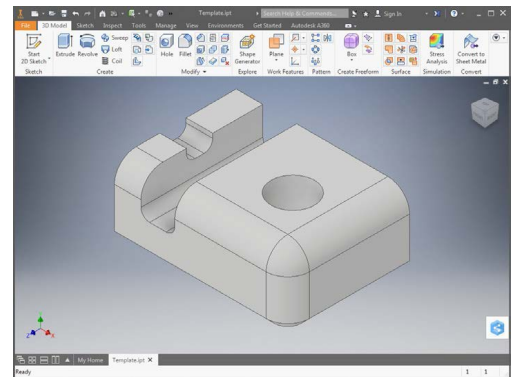 Template.ipt
Search Help & Commands...
Sign In
File 3D Model Sketch Inspect Tools Manage View Environments Get Started Autodesk A360
Start 2D Sketch
Extrude Revolve
Sweep
Loft
Coil
Hole Fillet
Shape Generator
Plane
Box
Stress Analysis
Convert to Sheet Metal
Sketch Create Modify Explore Work Features Pattern Create Freeform Surface Simulation Convert
My Home Template.ipt
Ready 1 1